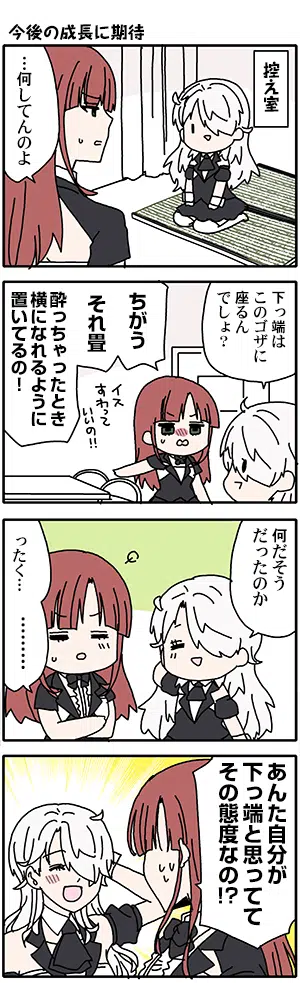 今後の成長に期待
控え室
…何してんのよ
下っ端は
このゴザに
座るん
でしょ?
ちがう
それ畳
酔っちゃったとき
横になれるように
置いてるの!
イス
すわって
いいの!!
何だそう
だったのか
ったく…
………
あんた自分が
下っ端と思ってて
その態度なの!?